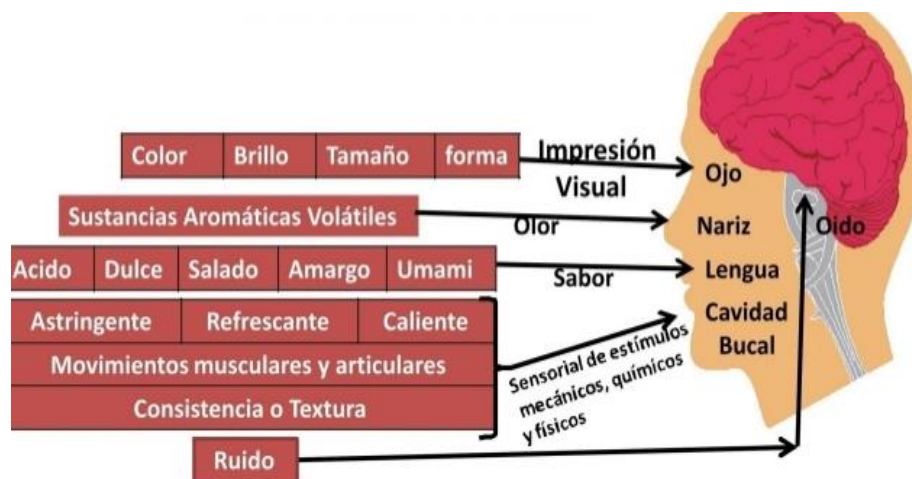 Color Brillo Tamaño forma
Impresión
Visual
Ojo
Sustancias Aromáticas Volátiles
Olor
Nariz
Oido
Acido Dulce Salado Amargo Umami
Sabor
Lengua
Astringente Refrescante Caliente
Movimientos musculares y articulares
Consistencia o Textura
Sensorial de estímulos
mecánicos, químicos
y físicos
Cavidad
Bucal
Ruido